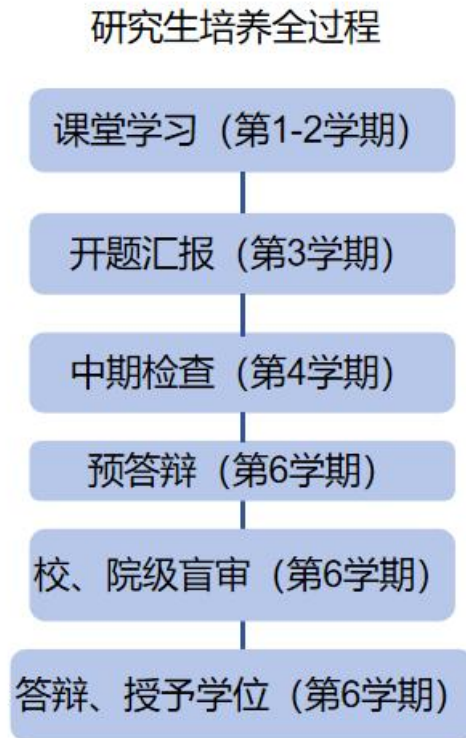 研究生培养全过程
课堂学习（第1-2学期）
开题汇报（第3学期）
中期检查（第4学期）
预答辩（第6学期）
校、院级盲审（第6学期）
答辩、授予学位（第6学期）